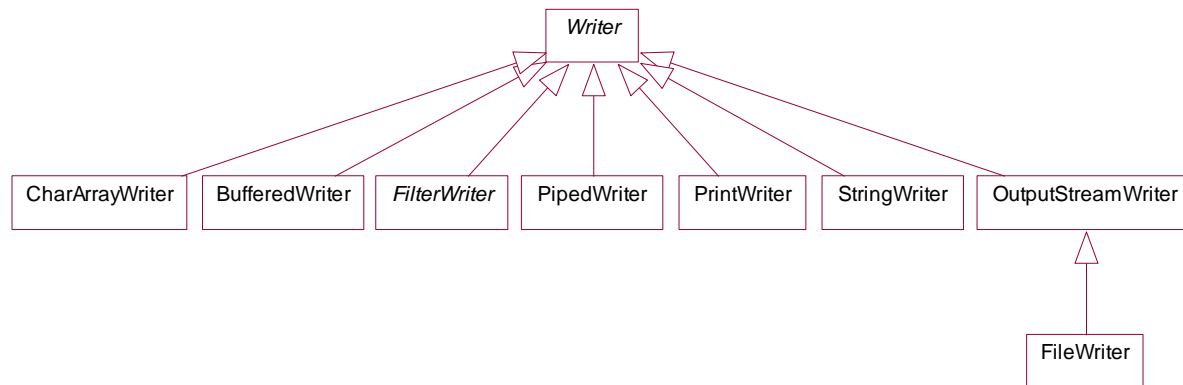 Writer
CharArrayWriter
BufferedWriter
FilterWriter
PipedWriter
PrintWriter
StringWriter
OutputStreamWriter
FileWriter